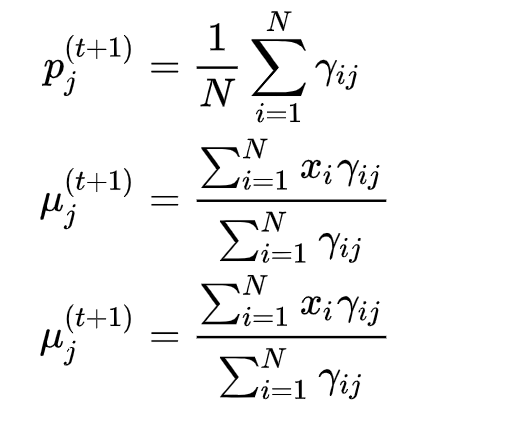 p_j^{(t+1)} = \frac{1}{N} \sum_{i=1}^{N} \gamma_{ij}
\mu_j^{(t+1)} = \frac{\sum_{i=1}^{N} x_i \gamma_{ij}}{\sum_{i=1}^{N} \gamma_{ij}}
\mu_j^{(t+1)} = \frac{\sum_{i=1}^{N} x_i \gamma_{ij}}{\sum_{i=1}^{N} \gamma_{ij}}